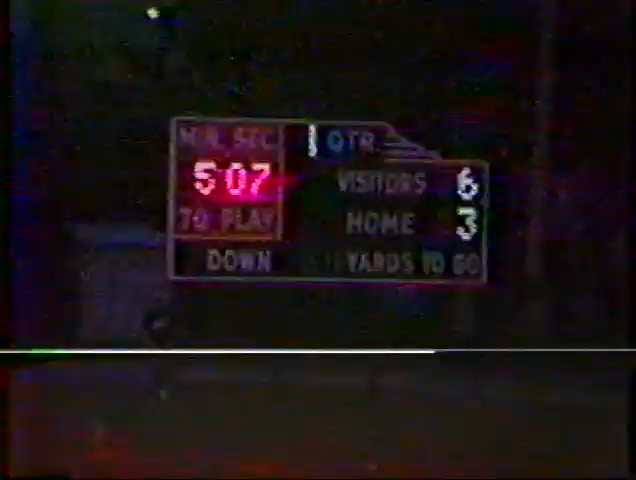 MIN. SEC. 1 QTR
5 07 VISITORS 6
TO PLAY HOME 3
DOWN YARDS TO GO